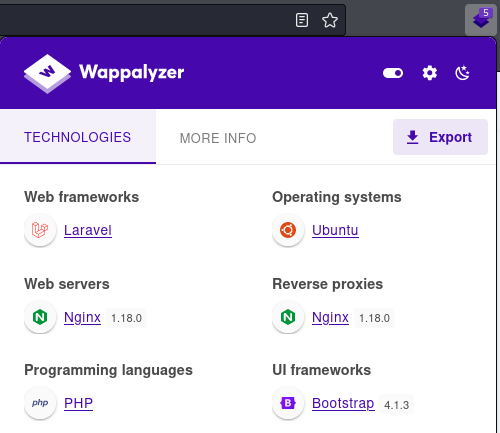 5
Wappalyzer
TECHNOLOGIES MORE INFO Export
Web frameworks Operating systems
Laravel Ubuntu
Web servers Reverse proxies
Nginx 1.18.0 Nginx 1.18.0
Programming languages UI frameworks
php PHP B Bootstrap 4.1.3